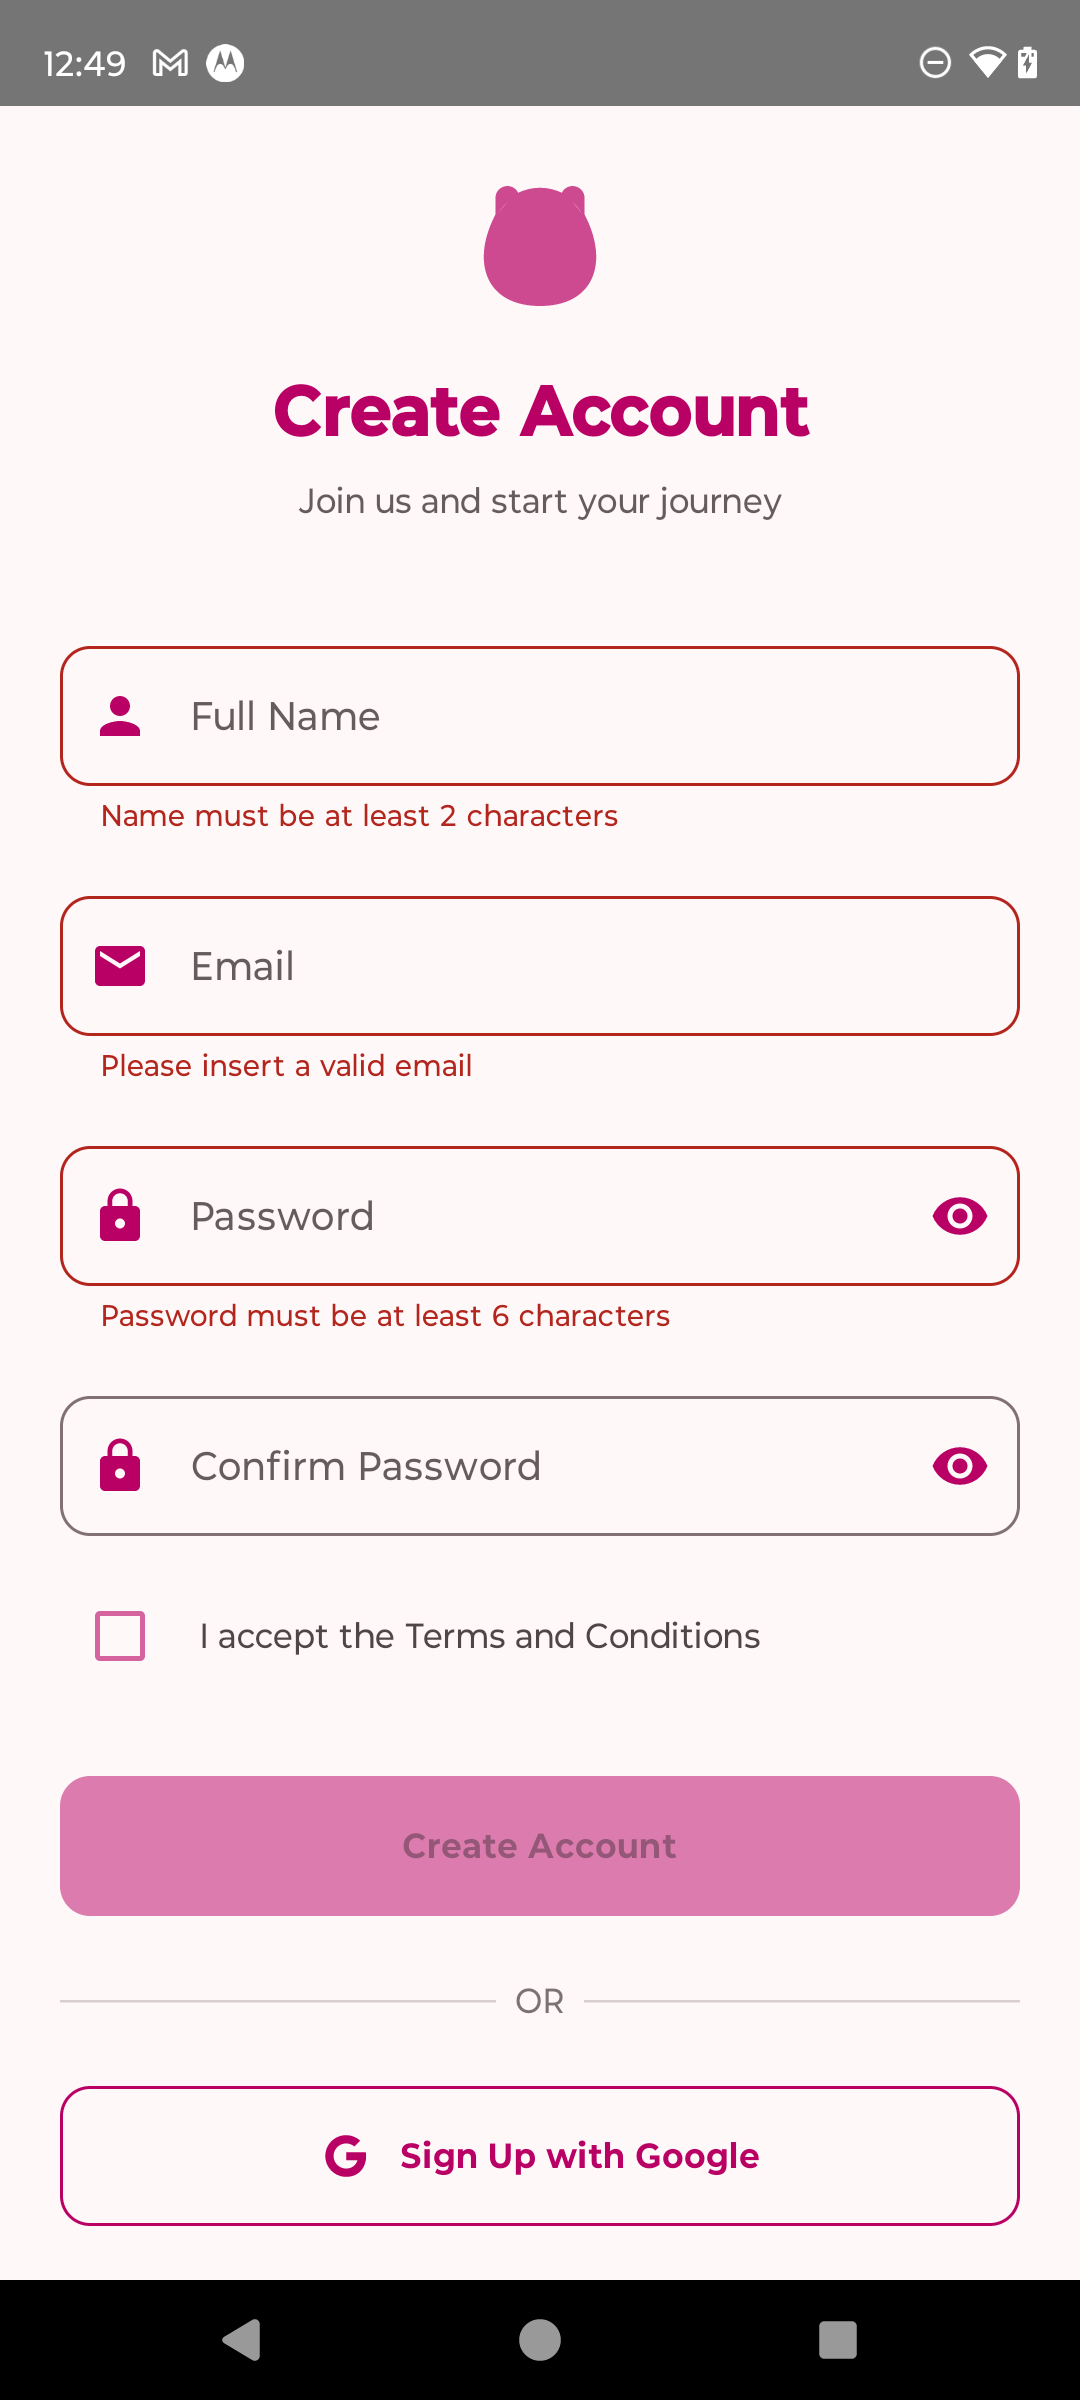 12:49
Create Account
Join us and start your journey
Full Name
Name must be at least 2 characters
Email
Please insert a valid email
Password
Password must be at least 6 characters
Confirm Password
I accept the Terms and Conditions
Create Account
OR
Sign Up with Google